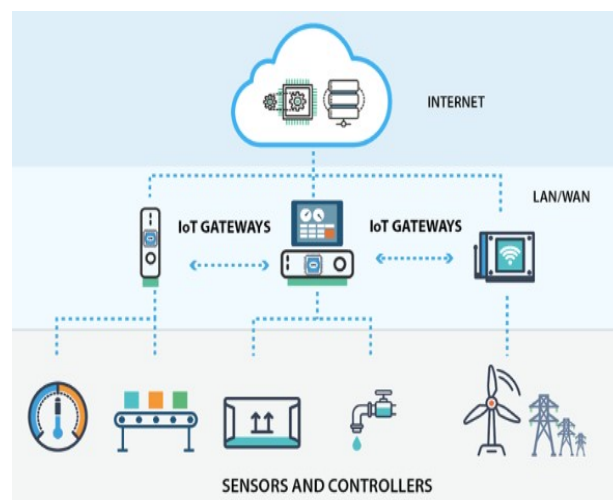 INTERNET
LAN/WAN
IoT GATEWAYS
IoT GATEWAYS
SENSORS AND CONTROLLERS